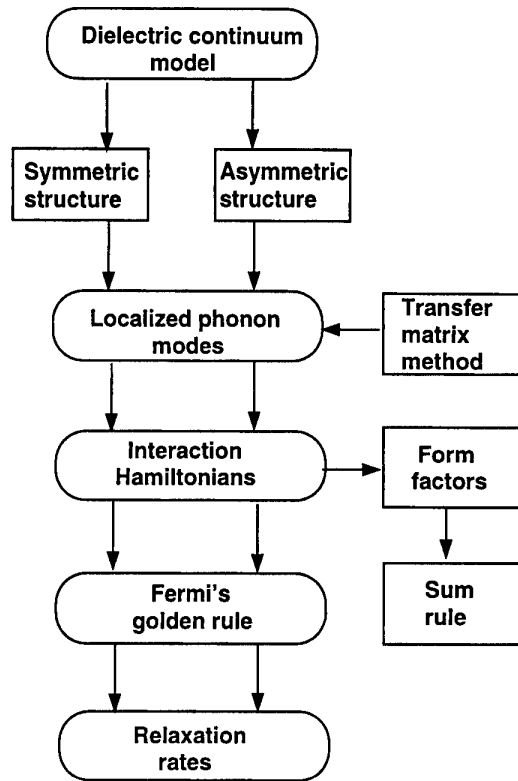 Dielectric continuum
model
Symmetric
structure
Asymmetric
structure
Localized phonon
modes
Transfer
matrix
method
Interaction
Hamiltonians
Form
factors
Fermi's
golden rule
Sum
rule
Relaxation
rates